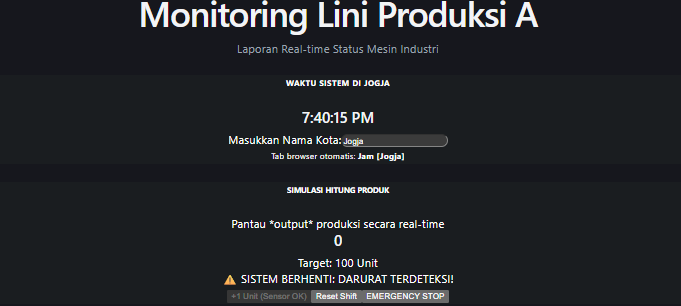 Monitoring Lini Produksi A
Laporan Real-time Status Mesin Industri
WAKTU SISTEM DI JOGJA
7:40:15 PM
Masukkan Nama Kota: Jogja
Tab browser otomatis: Jam [Jogja]
SIMULASI HITUNG PRODUK
Pantau *output* produksi secara real-time
0
Target: 100 Unit
⚠️ SISTEM BERHENTI: DARURAT TERDETEKSI!
+1 Unit (Sensor OK) Reset Shift EMERGENCY STOP